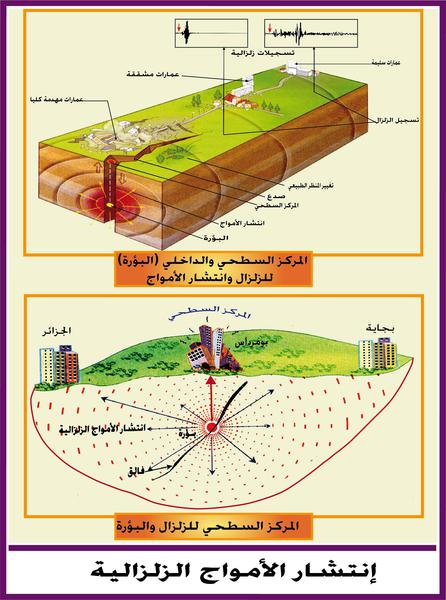 تسجيلات زلزالية
عمارات سليمة
عمارات مشققة
عمارات مهدمة كليا
تسجيل الزلزال
تغيير المنظر الطبيعي
صدع
المركز السطحي
انتشار الأمواج
البؤرة
المركز السطحي والداخلي (البؤرة)
للزلزال وانتشار الأمواج
المركز السطحي
الجزائر
بومرداس
بجاية
انتشار الأمواج الزلزالية
بؤرة
فالق
المركز السطحي للزلزال والبؤرة
إنتشار الأمواج الزلزالية